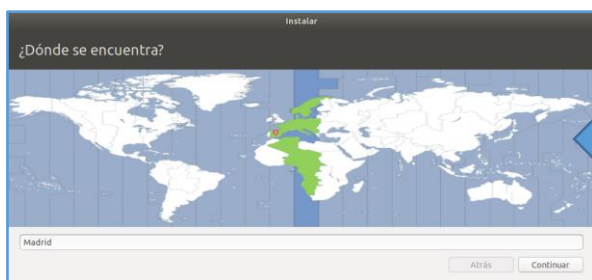 Instalar
¿Dónde se encuentra?
Madrid
Atrás
Continuar